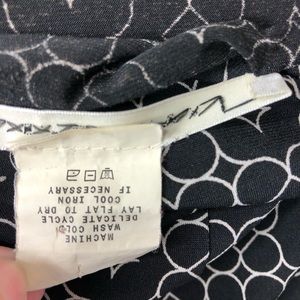 MACHINE
WASH COLD
DELICATE CYCLE
LAY FLAT TO DRY
COOL IRON
IF NECESSARY